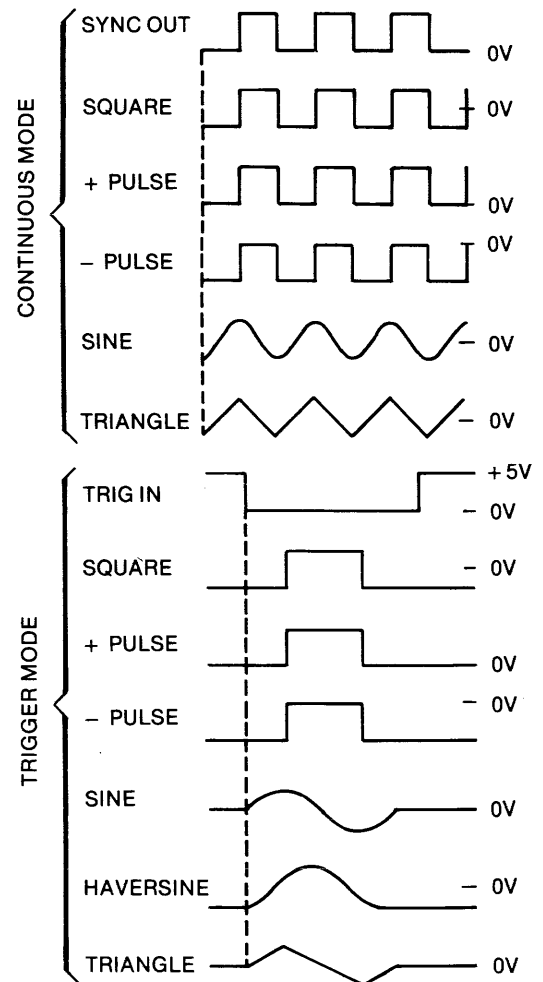 CONTINUOUS MODE
SYNC OUT
0V
SQUARE
0V
+ PULSE
0V
0V
− PULSE
SINE
0V
TRIANGLE
0V
TRIGGER MODE
TRIG IN
+5V
0V
SQUARE
0V
+ PULSE
0V
0V
− PULSE
SINE
0V
HAVERSINE
0V
TRIANGLE
0V